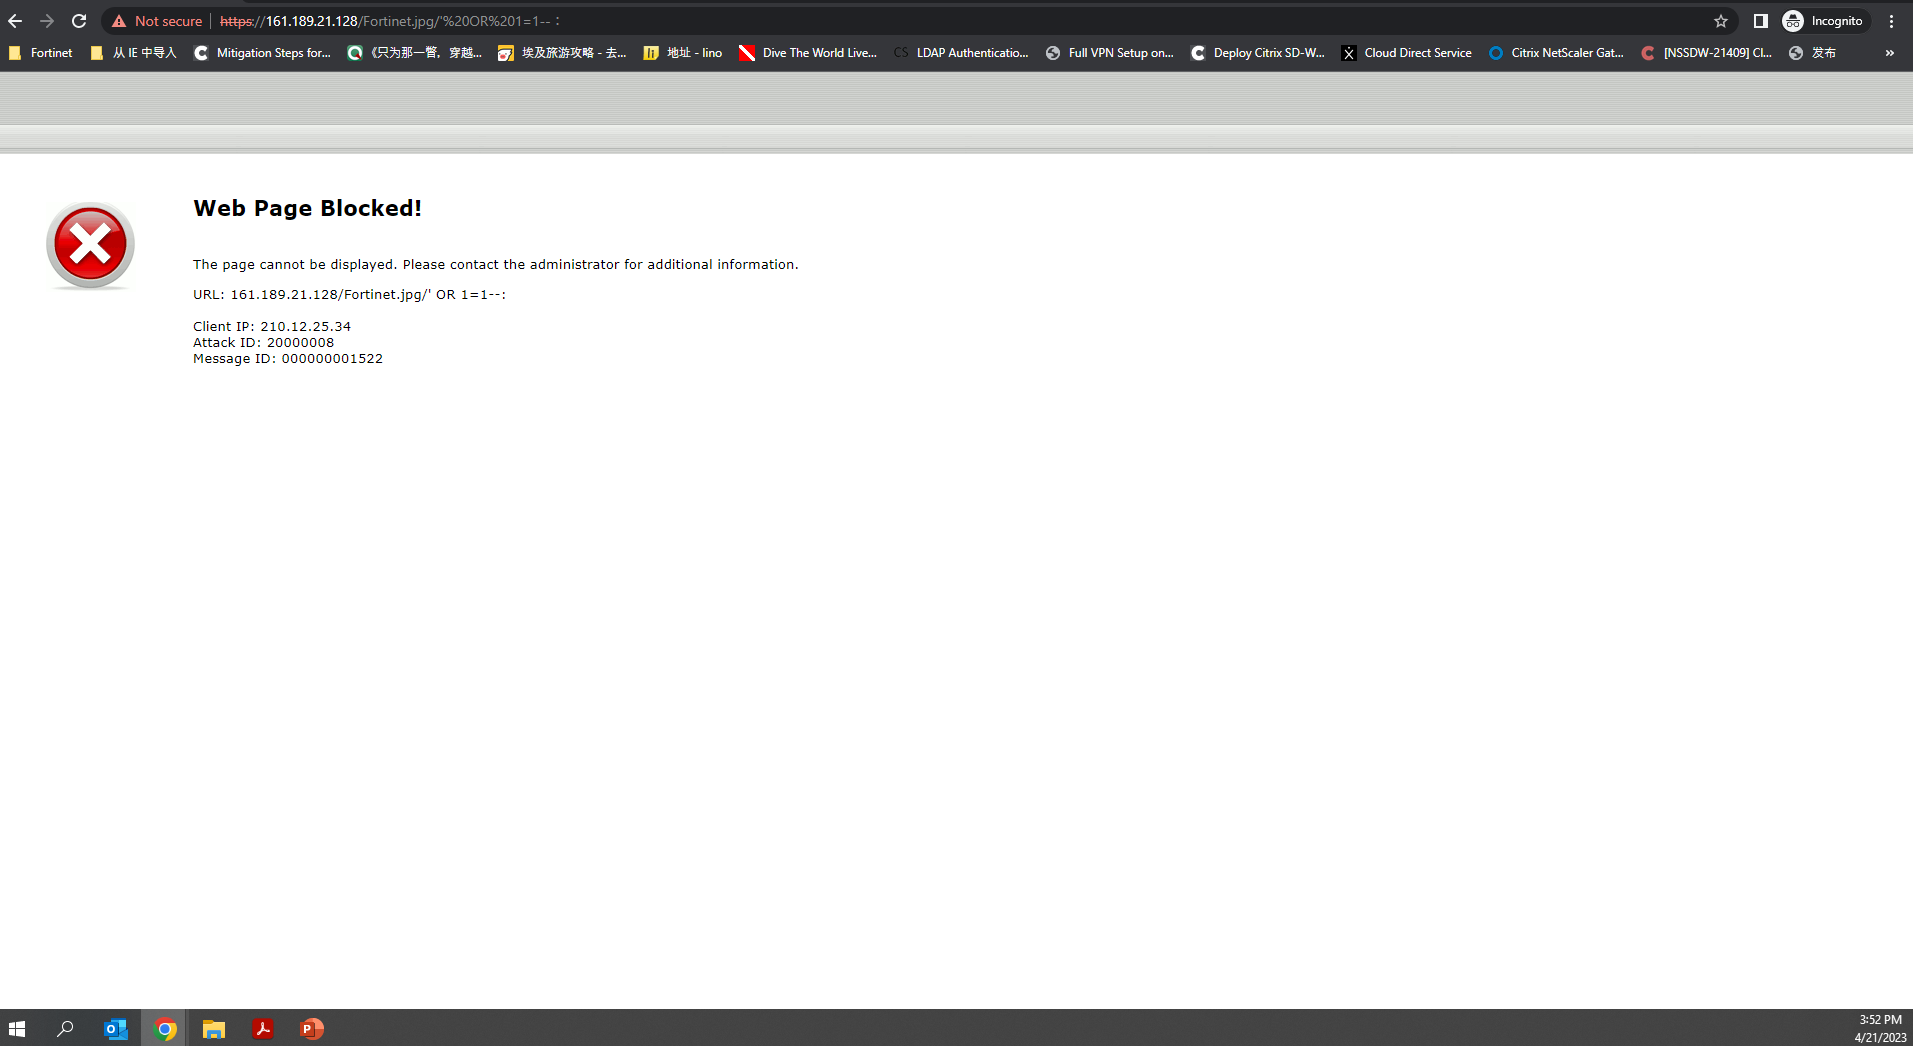 Not secure https://161.189.21.128/Fortinet.jpg/'%20OR%201=1--： Incognito
Fortinet 从 IE 中导入 Mitigation Steps for... 《只为那一瞥，穿越... 埃及旅游攻略 - 去... 地址 - lino Dive The World Live... CS LDAP Authenticatio... Full VPN Setup on... Deploy Citrix SD-W... Cloud Direct Service Citrix NetScaler Gat... [NSSDW-21409] Cl... 发布 »
Web Page Blocked!
The page cannot be displayed. Please contact the administrator for additional information.
URL: 161.189.21.128/Fortinet.jpg/' OR 1=1--:
Client IP: 210.12.25.34
Attack ID: 20000008
Message ID: 000000001522
3:52 PM
4/21/2023